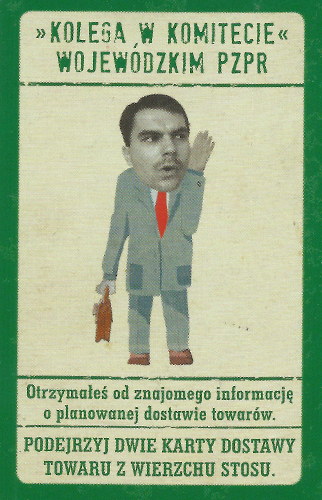 »KOLEGA W KOMITECIE«
WOJEWÓDZKIM PZPR
Otrzymałeś od znajomego informację
o planowanej dostawie towarów.
PODEJRZYJ DWIE KARTY DOSTAWY
TOWARU Z WIERZCHU STOSU.